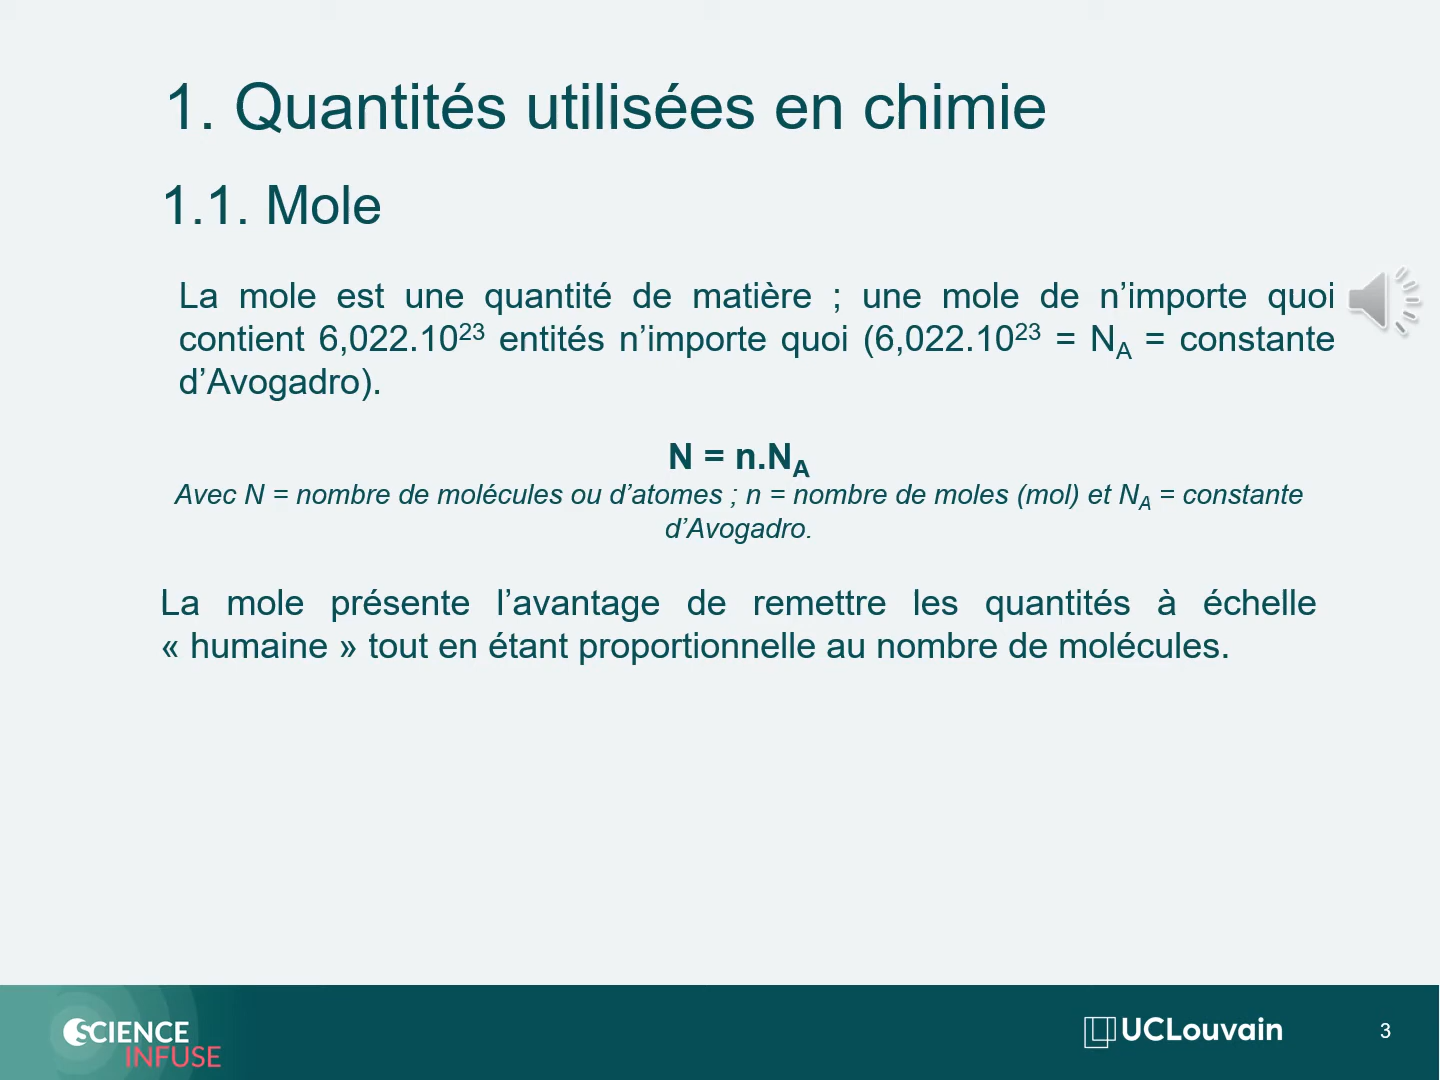 1. Quantités utilisées en chimie
1.1. Mole
La mole est une quantité de matière ; une mole de n’importe quoi
contient 6,022.10²³ entités n’importe quoi (6,022.10²³ = N_A = constante
d’Avogadro).
N = n.N_A
Avec N = nombre de molécules ou d’atomes ; n = nombre de moles (mol) et N_A = constante
d’Avogadro.
La mole présente l’avantage de remettre les quantités à échelle
« humaine » tout en étant proportionnelle au nombre de molécules.
SCIENCE
INFUSE
UCLouvain
3